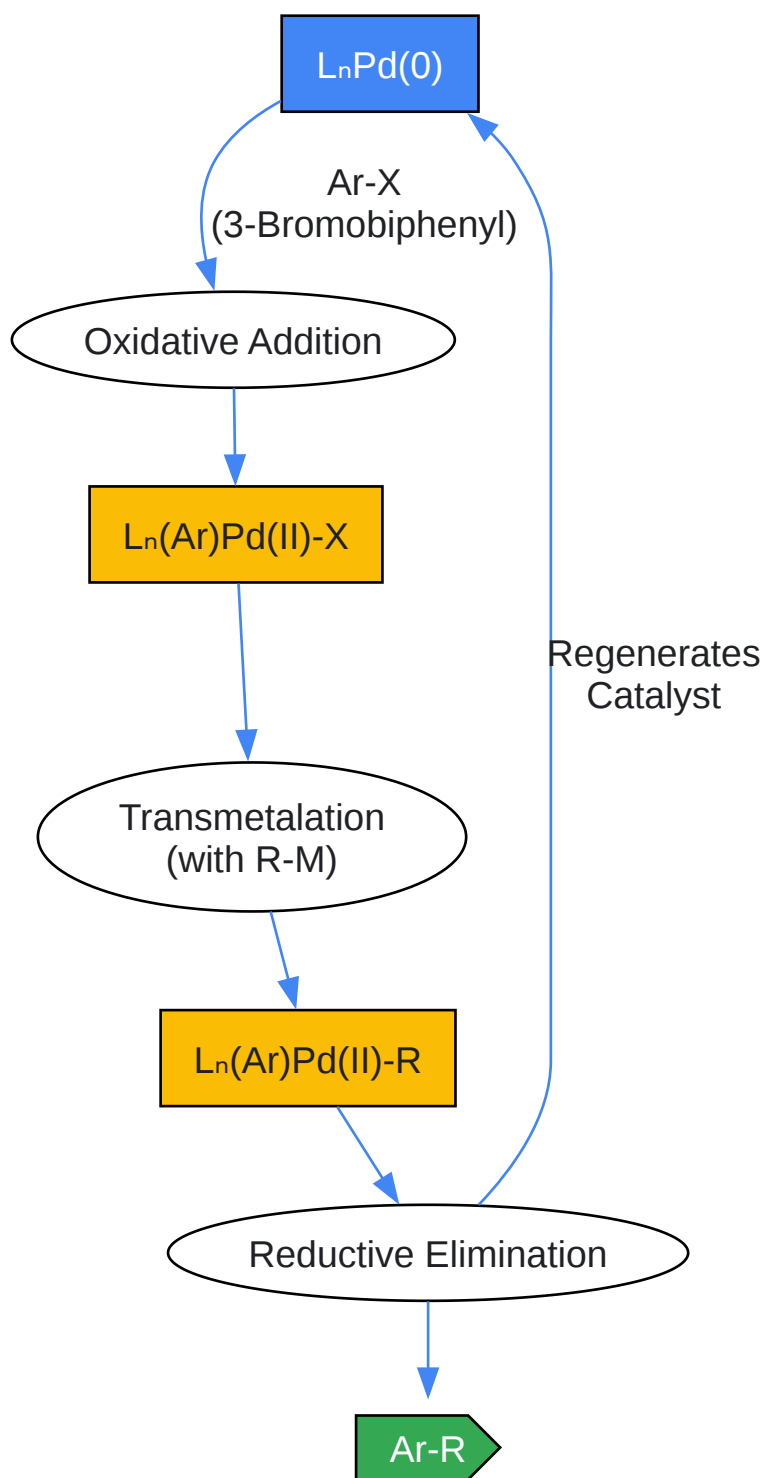 LₙPd(0)
Ar-X
(3-Bromobiphenyl)
Oxidative Addition
Lₙ(Ar)Pd(II)-X
Regenerates
Catalyst
Transmetalation
(with R-M)
Lₙ(Ar)Pd(II)-R
Reductive Elimination
Ar-R